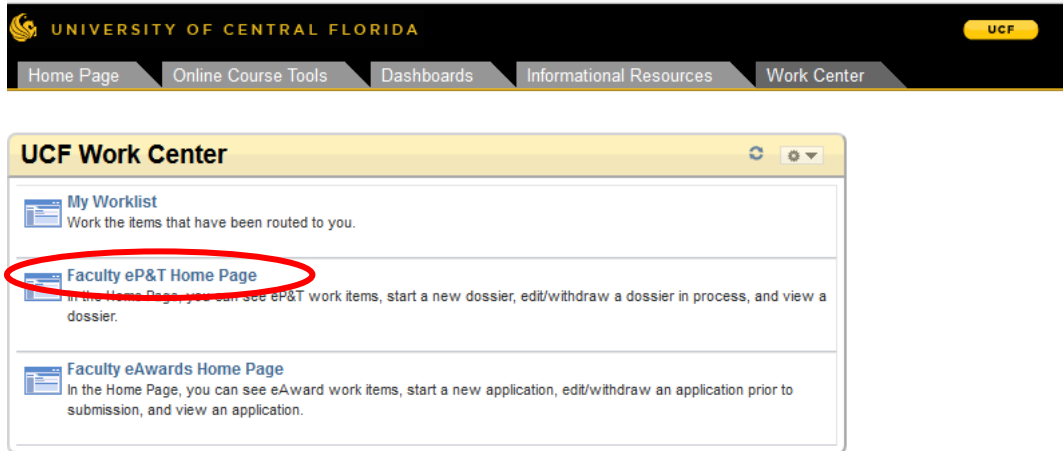 UNIVERSITY OF CENTRAL FLORIDA
UCF
Home Page
Online Course Tools
Dashboards
Informational Resources
Work Center
UCF Work Center
My Worklist
Work the items that have been routed to you.
Faculty eP&T Home Page
In the Home Page, you can see eP&T work items, start a new dossier, edit/withdraw a dossier in process, and view a
dossier.
Faculty eAwards Home Page
In the Home Page, you can see eAward work items, start a new application, edit/withdraw an application prior to
submission, and view an application.